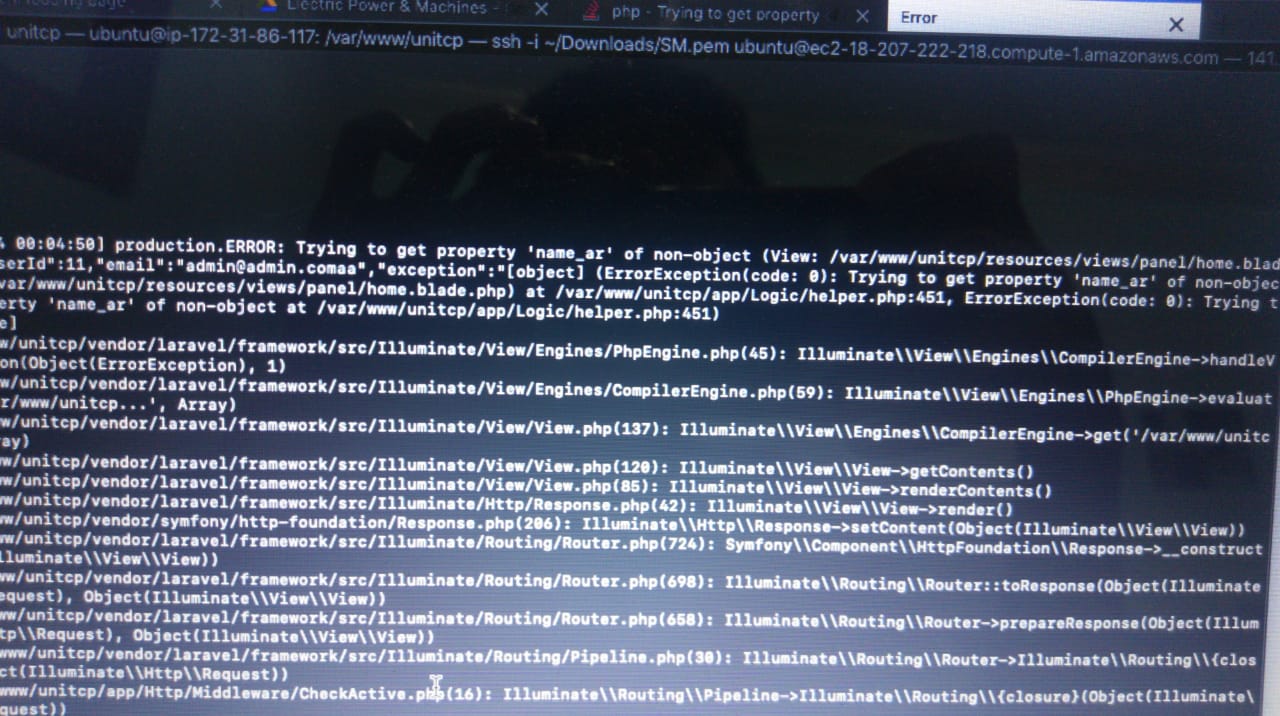 Electric Power & Machines -
php - Trying to get property
Error
unitcp — ubuntu@ip-172-31-86-117: /var/www/unitcp — ssh -i ~/Downloads/SM.pem ubuntu@ec2-18-207-222-218.compute-1.amazonaws.com — 141
00:04:50] production.ERROR: Trying to get property 'name_ar' of non-object (View: /var/www/unitcp/resources/views/panel/home.blad
serId":11,"email":"admin@admin.comaa","exception":"[object] (ErrorException(code: 0): Trying to get property 'name_ar' of non-objec
var/www/unitcp/resources/views/panel/home.blade.php) at /var/www/unitcp/app/Logic/helper.php:451, ErrorException(code: 0): Trying t
erty 'name_ar' of non-object at /var/www/unitcp/app/Logic/helper.php:451)
e]
w/unitcp/vendor/laravel/framework/src/Illuminate/View/Engines/PhpEngine.php(45): Illuminate\\View\\Engines\\CompilerEngine->handleV
on(Object(ErrorException), 1)
w/unitcp/vendor/laravel/framework/src/Illuminate/View/Engines/CompilerEngine.php(59): Illuminate\\View\\Engines\\PhpEngine->evaluat
r/www/unitcp...', Array)
w/unitcp/vendor/laravel/framework/src/Illuminate/View/View.php(137): Illuminate\\View\\Engines\\CompilerEngine->get('/var/www/unitc
ray)
w/unitcp/vendor/laravel/framework/src/Illuminate/View/View.php(120): Illuminate\\View\\View->getContents()
w/unitcp/vendor/laravel/framework/src/Illuminate/View/View.php(85): Illuminate\\View\\View->renderContents()
ww/unitcp/vendor/laravel/framework/src/Illuminate/Http/Response.php(42): Illuminate\\View\\View->render()
ww/unitcp/vendor/symfony/http-foundation/Response.php(206): Illuminate\\Http\\Response->setContent(Object(Illuminate\\View\\View))
ww/unitcp/vendor/laravel/framework/src/Illuminate/Routing/Router.php(724): Symfony\\Component\\HttpFoundation\\Response->__construct
lluminate\\View\\View))
ww/unitcp/vendor/laravel/framework/src/Illuminate/Routing/Router.php(698): Illuminate\\Routing\\Router::toResponse(Object(Illuminate
equest), Object(Illuminate\\View\\View))
ww/unitcp/vendor/laravel/framework/src/Illuminate/Routing/Router.php(658): Illuminate\\Routing\\Router->prepareResponse(Object(Illum
tp\\Request), Object(Illuminate\\View\\View))
www/unitcp/vendor/laravel/framework/src/Illuminate/Routing/Pipeline.php(30): Illuminate\\Routing\\Router->Illuminate\\Routing\\{clos
ct(Illuminate\\Http\\Request))
www/unitcp/app/Http/Middleware/CheckActive.php(16): Illuminate\\Routing\\Pipeline->Illuminate\\Routing\\{closure}(Object(Illuminate\
quest))